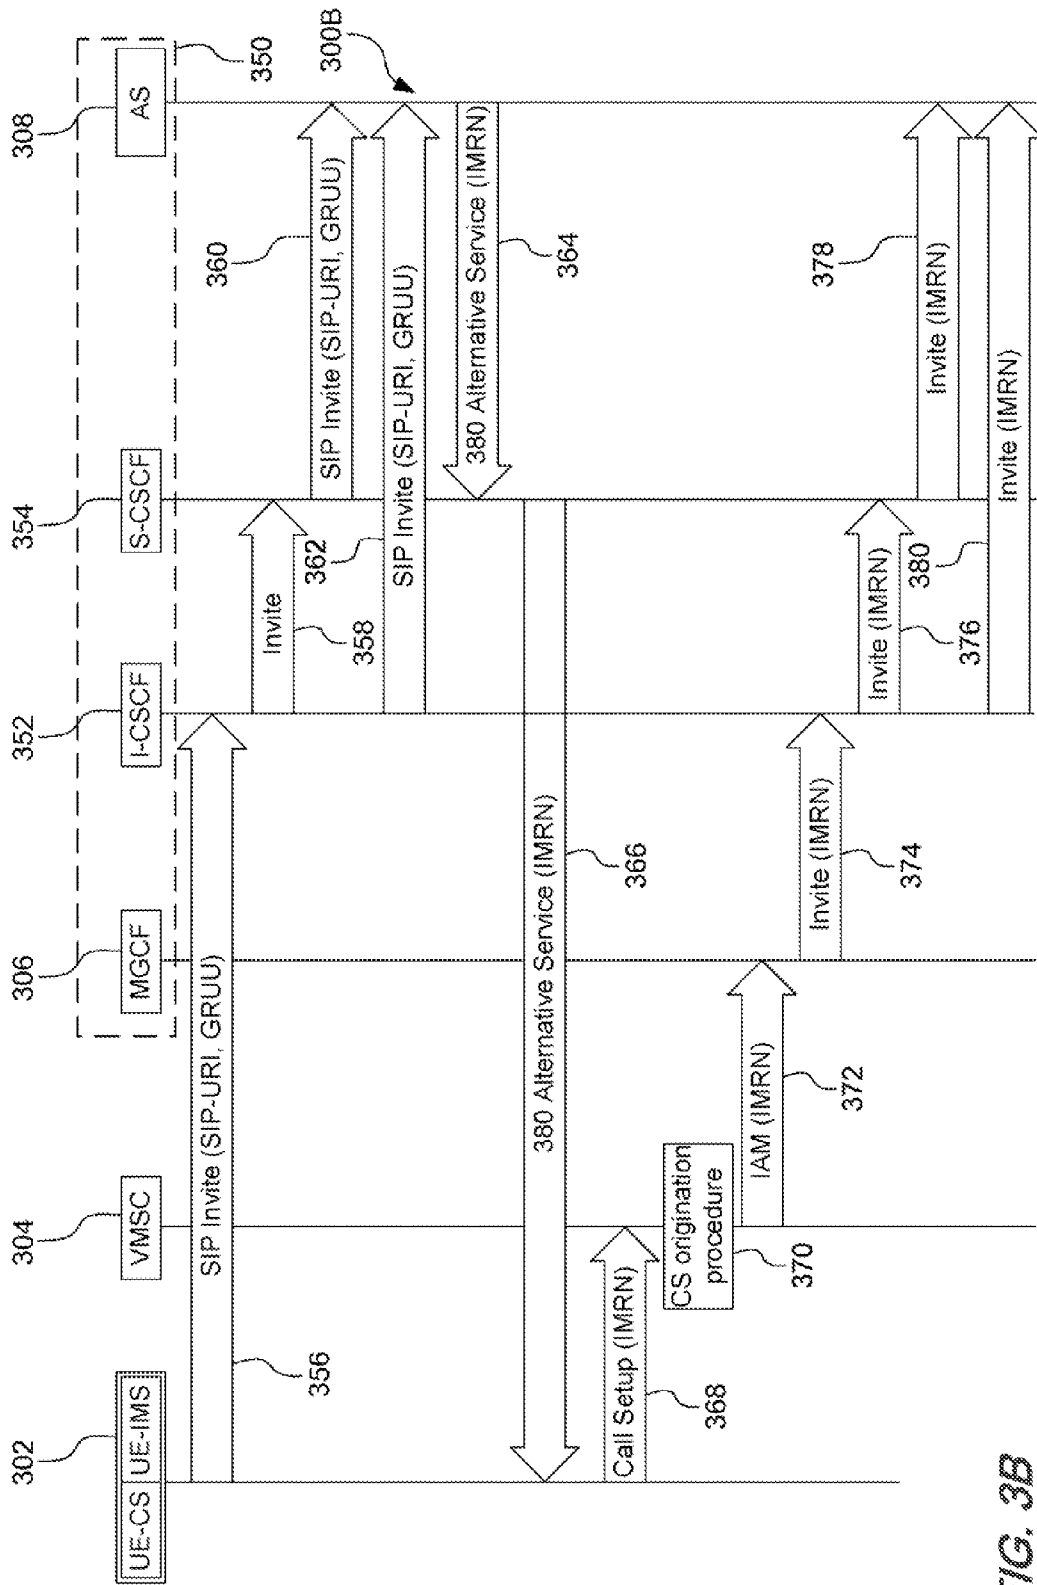 302
304
306
352
354
308
UE-CS
UE-IMS
VMSC
MGCF
I-CSCF
S-CSCF
AS
350
SIP Invite (SIP-URI, GRUU)
356
Invite
358
360
SIP Invite (SIP-URI, GRUU)
300B
362
SIP Invite (SIP-URI, GRUU)
380 Alternative Service (IMRN)
364
380 Alternative Service (IMRN)
366
Call Setup (IMRN)
368
CS origination
procedure
370
IAM (IMRN)
372
Invite (IMRN)
374
Invite (IMRN)
376
378
Invite (IMRN)
380
Invite (IMRN)
FIG. 3B